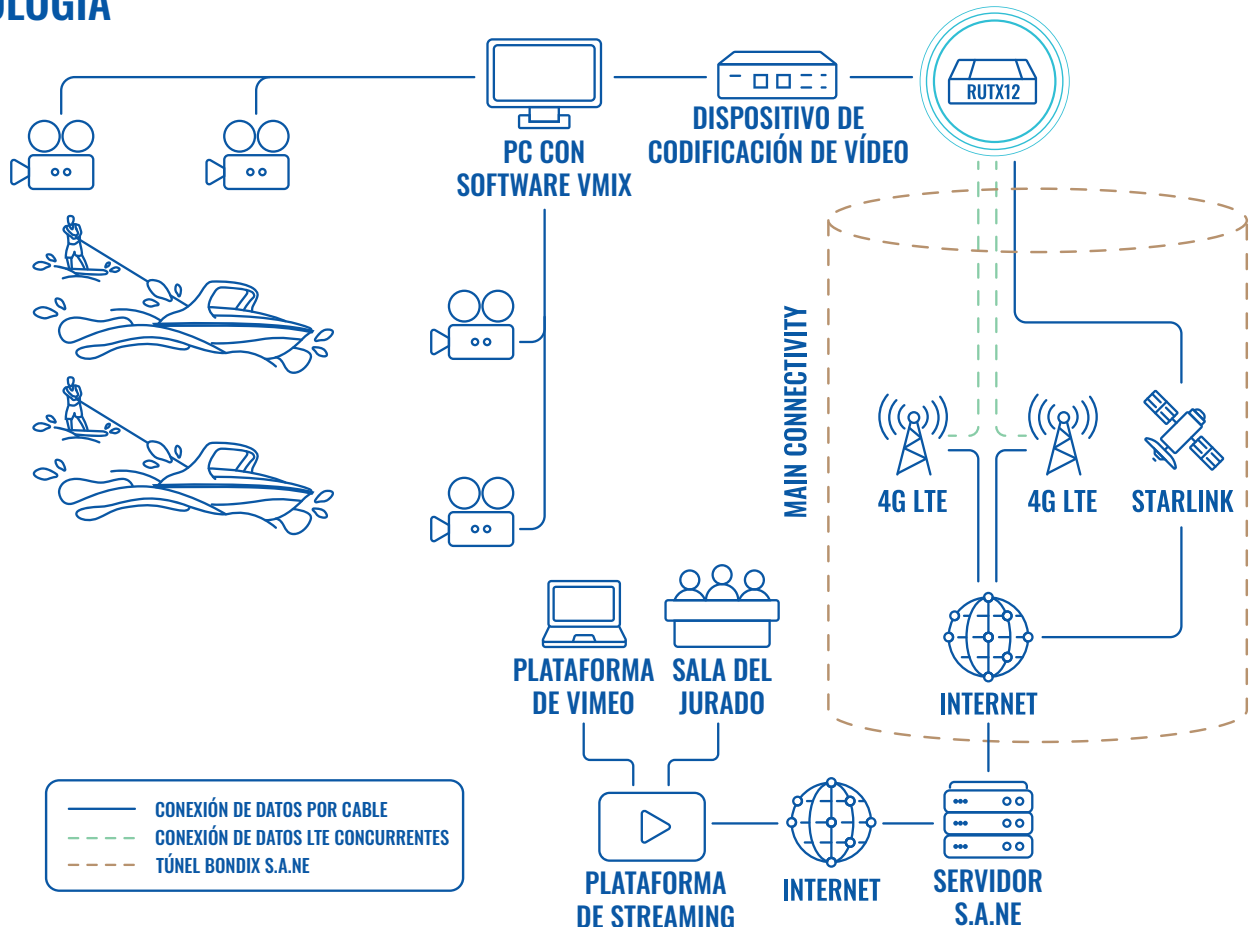 OLOGÍA
RUTX12
PC CON
SOFTWARE VMIX
DISPOSITIVO DE
CODIFICACIÓN DE VÍDEO
MAIN CONNECTIVITY
4G LTE
4G LTE
STARLINK
INTERNET
PLATAFORMA
DE VIMEO
SALA DEL
JURADO
CONEXIÓN DE DATOS POR CABLE
CONEXIÓN DE DATOS LTE CONCURRENTES
TÚNEL BONDIX S.A.NE
PLATAFORMA
DE STREAMING
INTERNET
SERVIDOR
S.A.NE